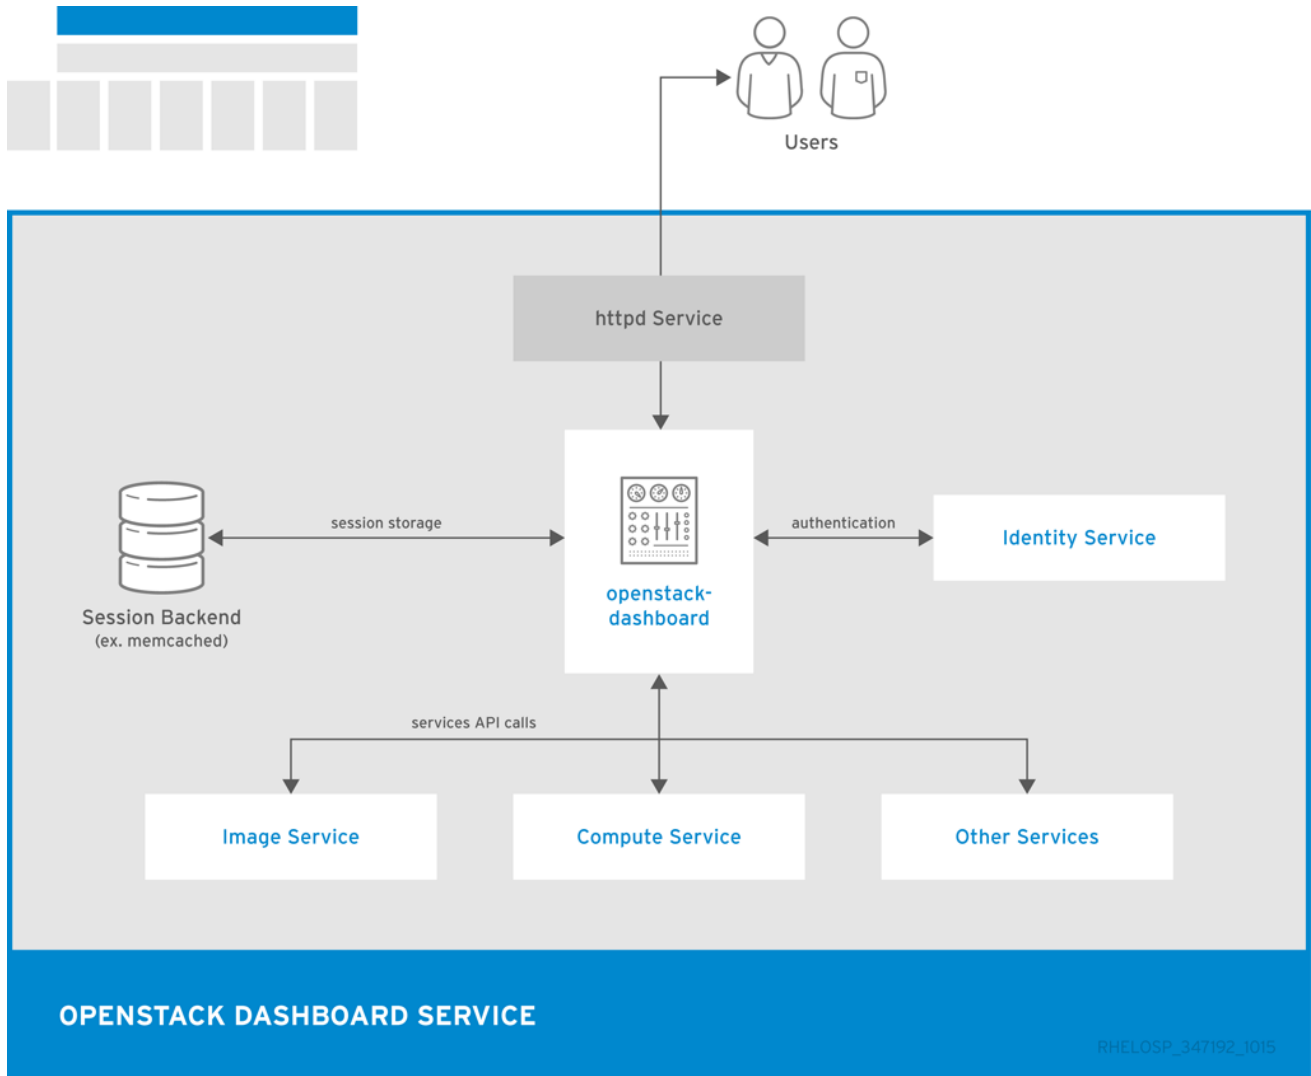 Users
httpd Service
session storage
authentication
Identity Service
openstack-
dashboard
Session Backend
(ex. memcached)
services API calls
Image Service
Compute Service
Other Services
OPENSTACK DASHBOARD SERVICE
RHELOSP_347192_1015